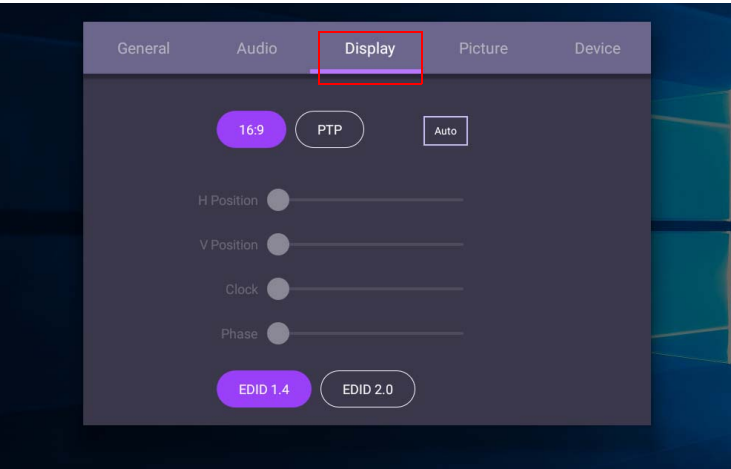 General Audio Display Picture Device
16:9 PTP Auto
H Position
V Position
Clock
Phase
EDID 1.4 EDID 2.0